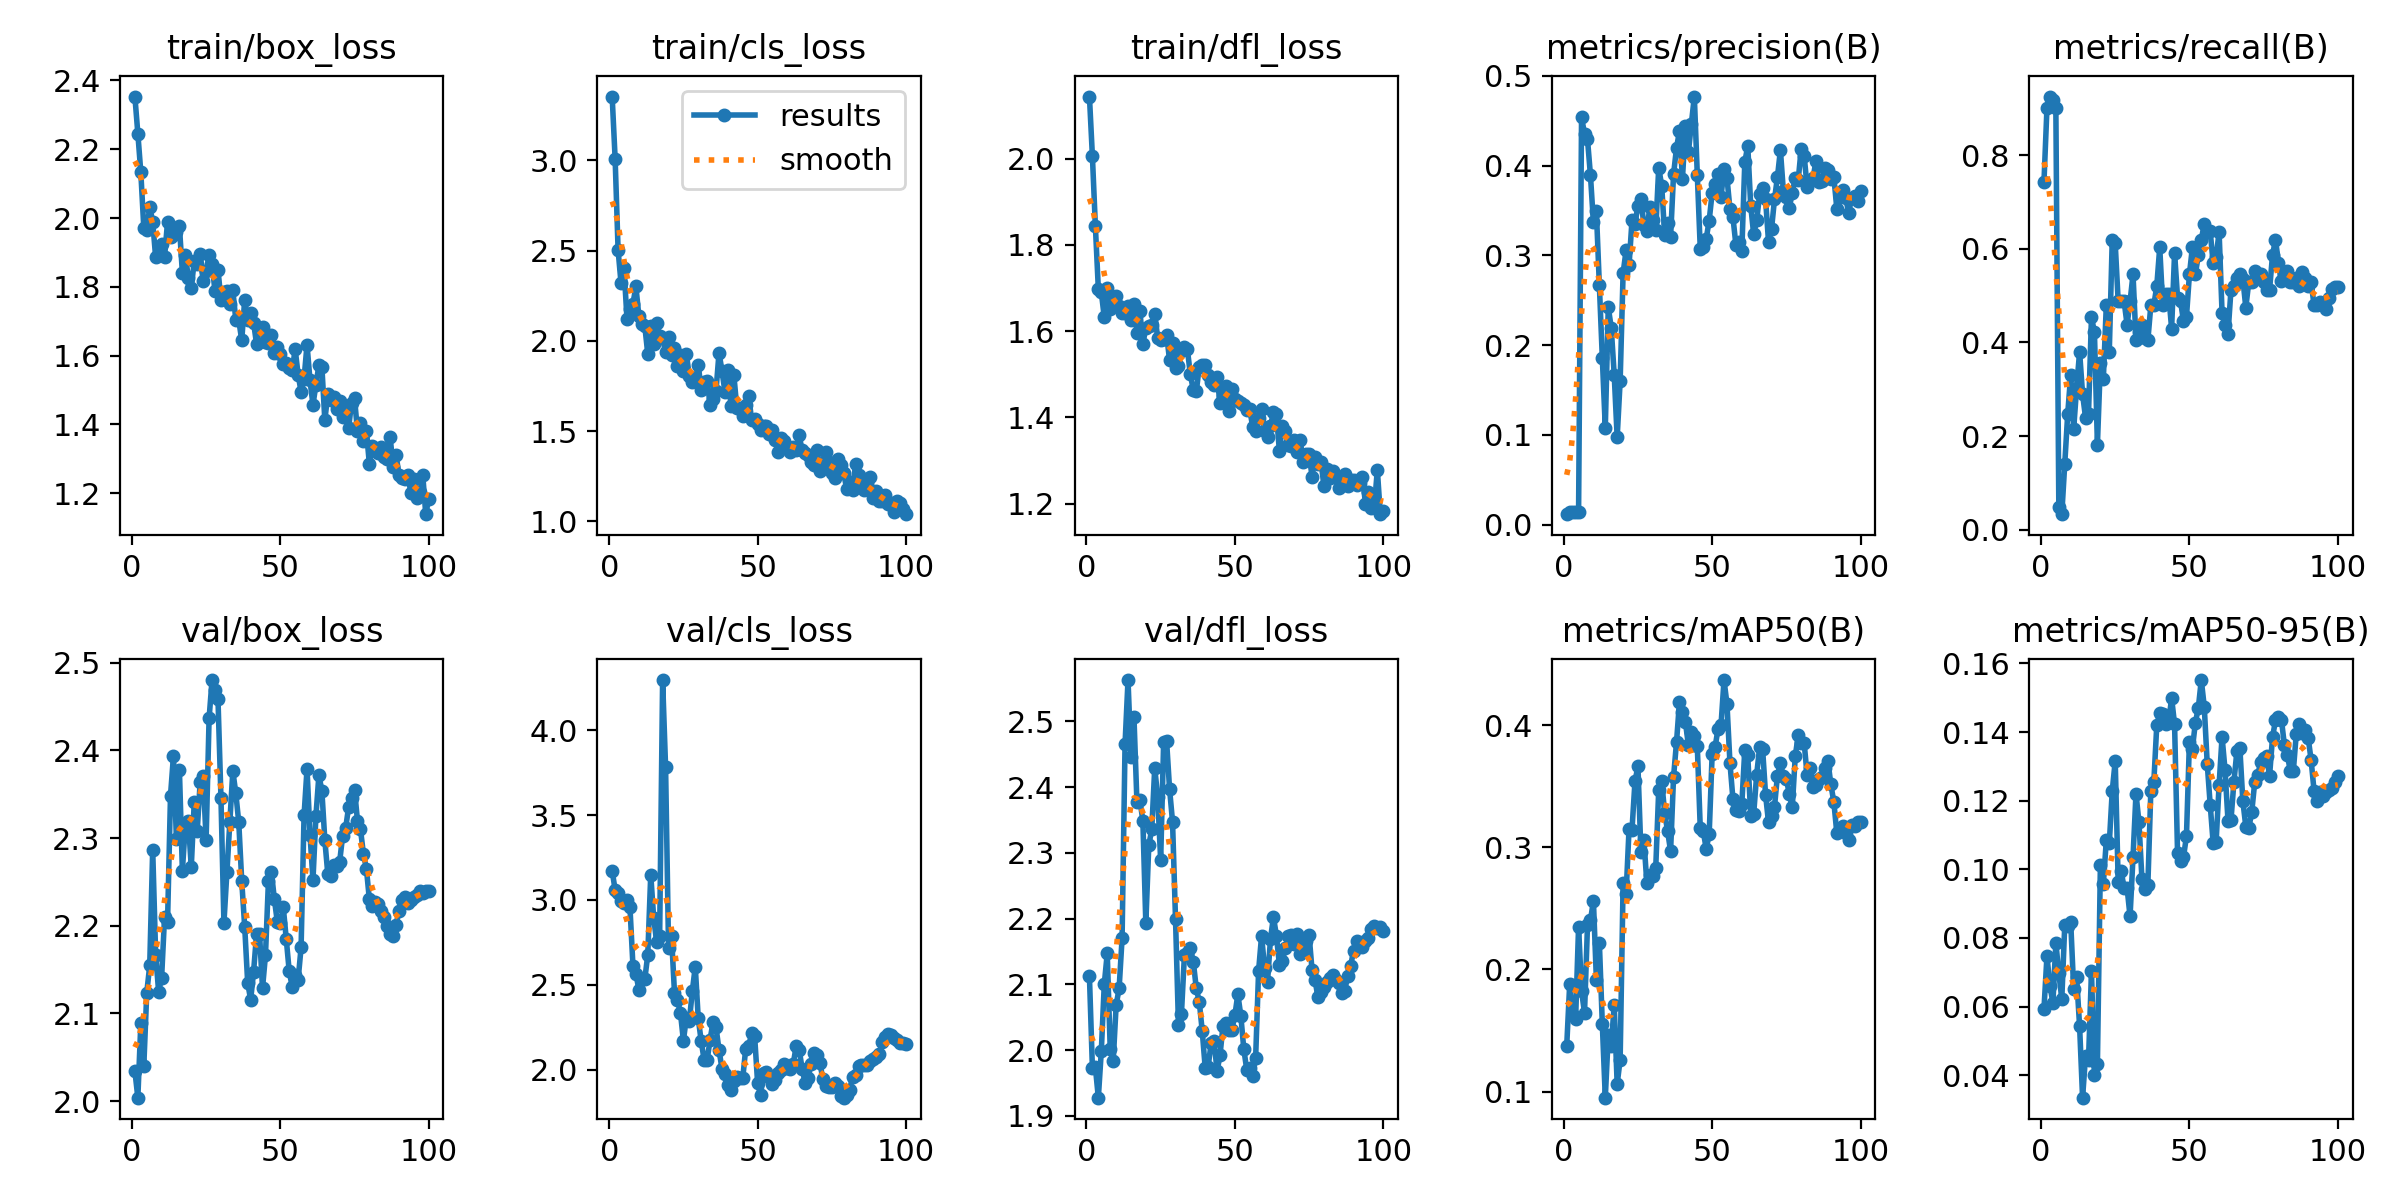 train/box_loss
2.4
2.2
2.0
1.8
1.6
1.4
1.2
0 50 100
train/cls_loss
results
smooth
3.0
2.5
2.0
1.5
1.0
0 50 100
train/dfl_loss
2.0
1.8
1.6
1.4
1.2
0 50 100
metrics/precision(B)
0.5
0.4
0.3
0.2
0.1
0.0
0 50 100
metrics/recall(B)
0.8
0.6
0.4
0.2
0.0
0 50 100
val/box_loss
2.5
2.4
2.3
2.2
2.1
2.0
0 50 100
val/cls_loss
4.0
3.5
3.0
2.5
2.0
0 50 100
val/dfl_loss
2.5
2.4
2.3
2.2
2.1
2.0
1.9
0 50 100
metrics/mAP50(B)
0.4
0.3
0.2
0.1
0 50 100
metrics/mAP50-95(B)
0.16
0.14
0.12
0.10
0.08
0.06
0.04
0 50 100